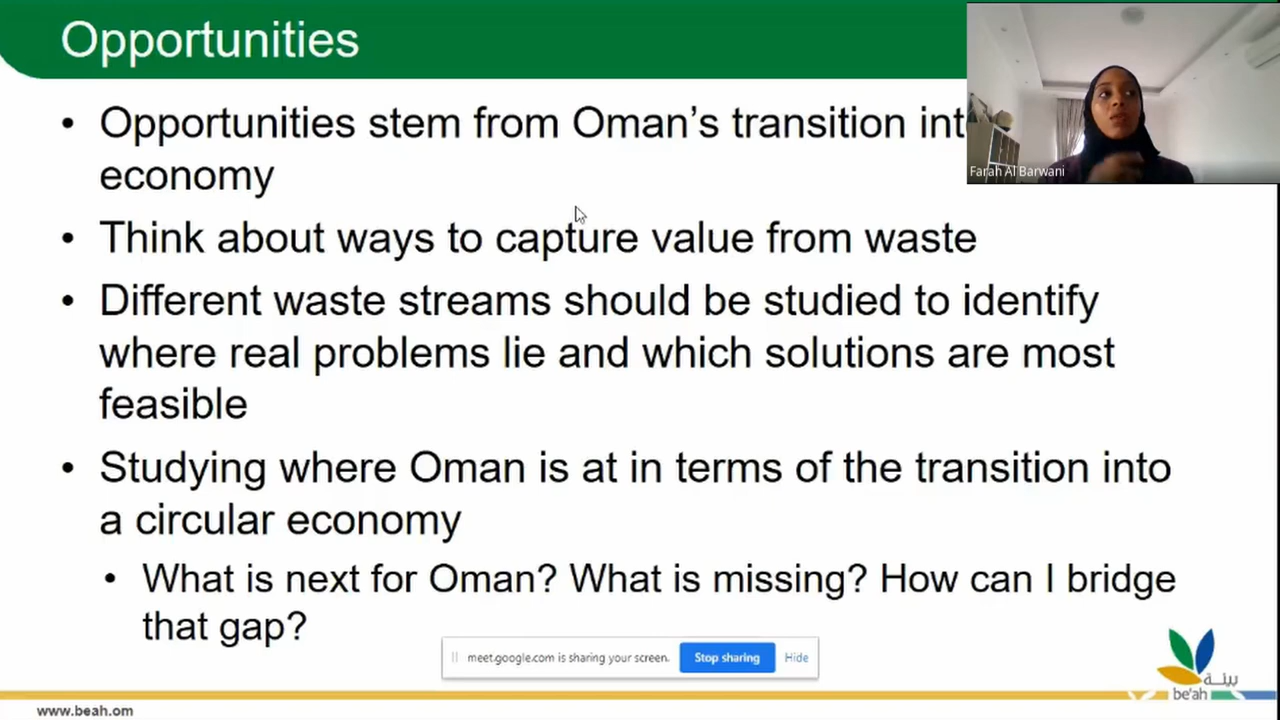 Opportunities
• Opportunities stem from Oman's transition int
economy
• Think about ways to capture value from waste
• Different waste streams should be studied to identify
where real problems lie and which solutions are most
feasible
• Studying where Oman is at in terms of the transition into
a circular economy
• What is next for Oman? What is missing? How can I bridge
that gap?
Farah Al Barwani
meet.google.com is sharing your screen.
Stop sharing
Hide
بيئة
be'ah
www.beah.om